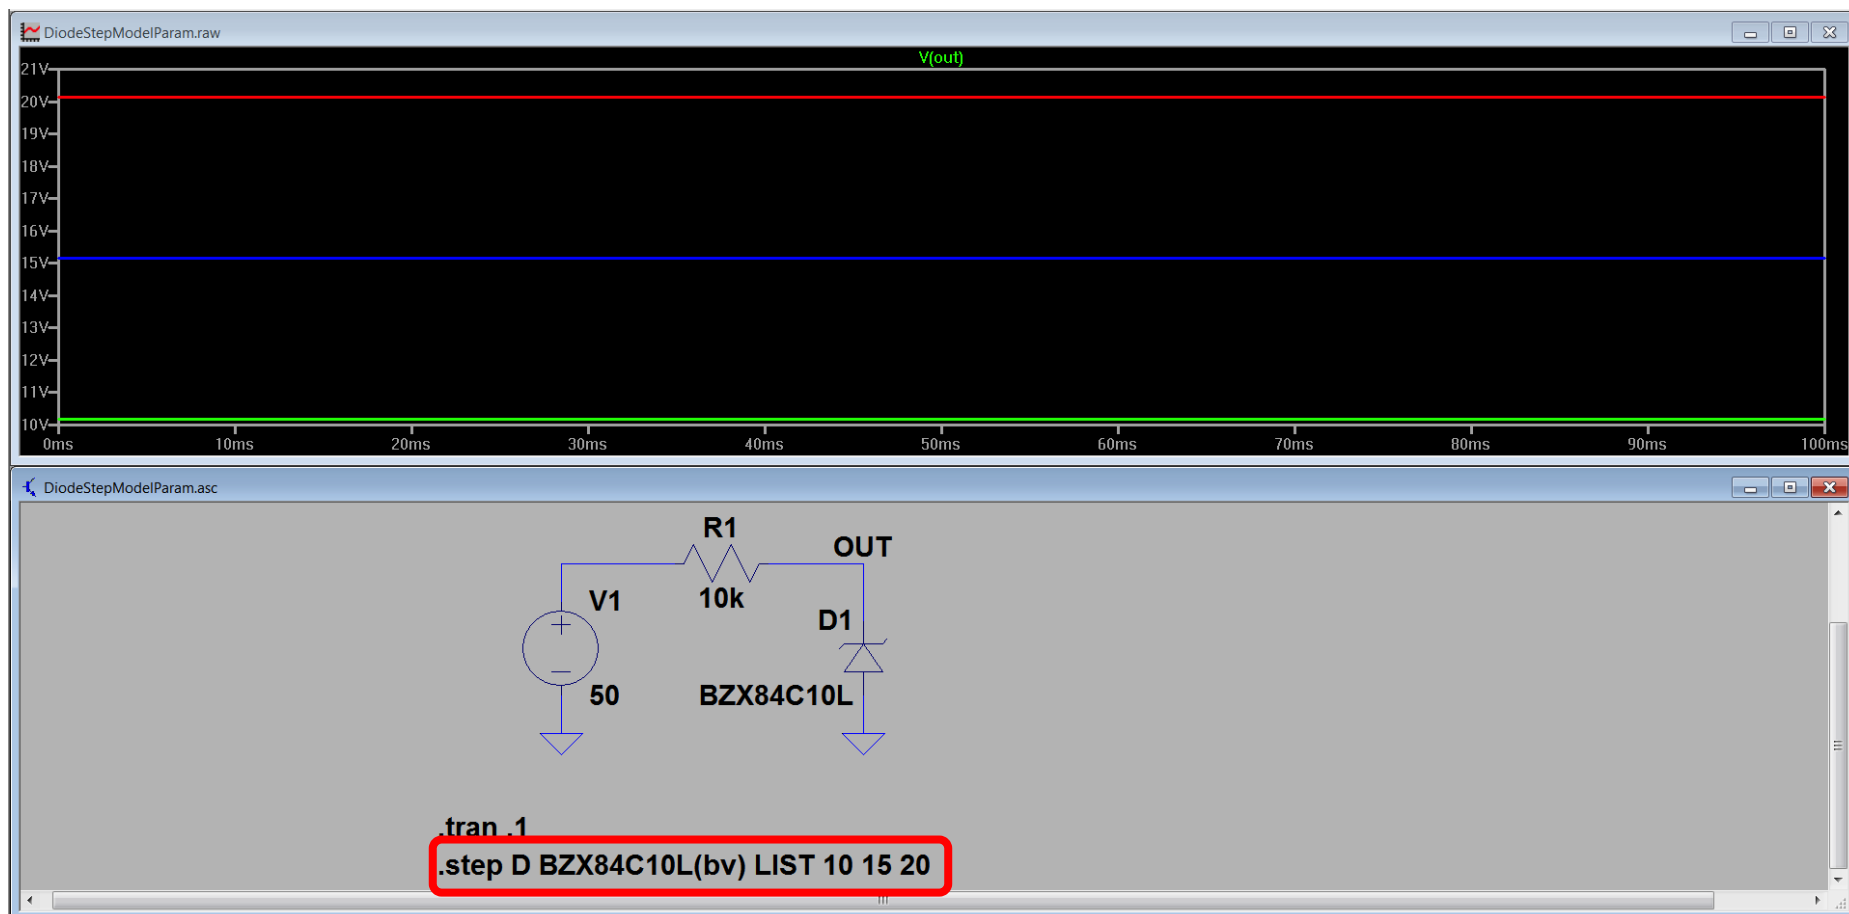 DiodeStepModelParam.raw
V(out)
21V
20V
19V
18V
17V
16V
15V
14V
13V
12V
11V
10V
0ms 10ms 20ms 30ms 40ms 50ms 60ms 70ms 80ms 90ms 100ms
DiodeStepModelParam.asc
R1
OUT
V1
10k
D1
50
BZX84C10L
.tran .1
.step D BZX84C10L(bv) LIST 10 15 20